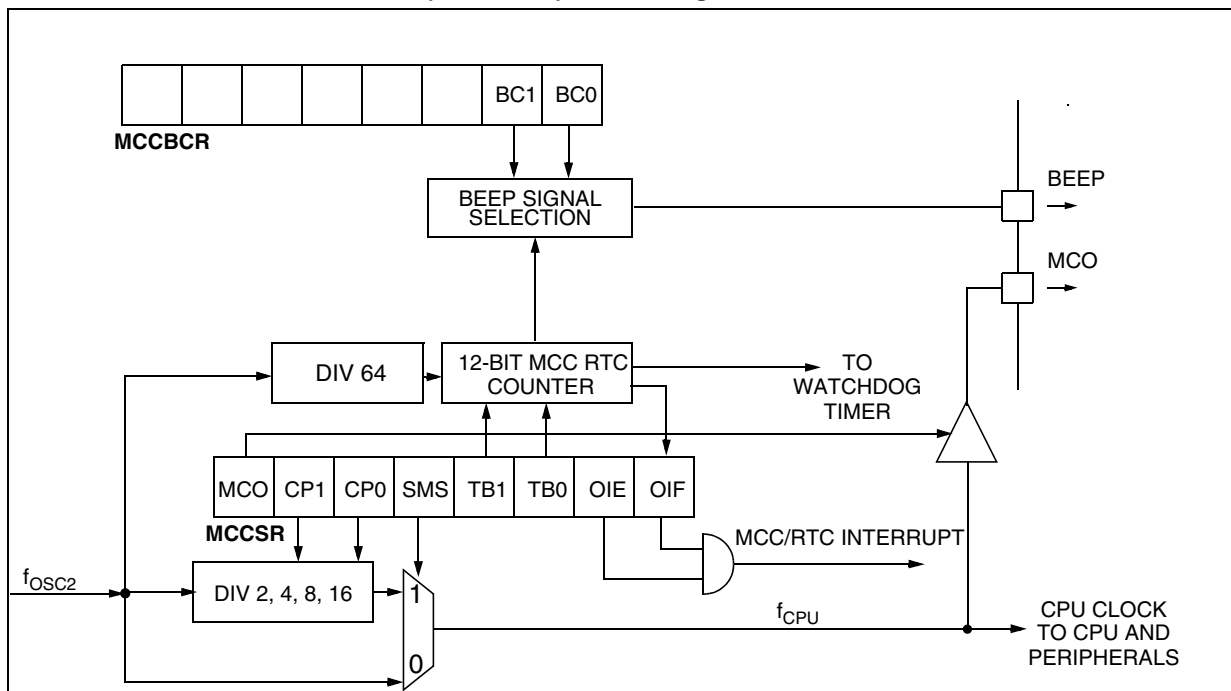 BC1 BC0
MCCBCR
BEEP SIGNAL
SELECTION
BEEP
MCO
DIV 64
12-BIT MCC RTC
COUNTER
TO
WATCHDOG
TIMER
MCO CP1 CP0 SMS TB1 TB0 OIE OIF
MCCSR
MCC/RTC INTERRUPT
fOSC2
DIV 2, 4, 8, 16
1
0
fCPU
CPU CLOCK
TO CPU AND
PERIPHERALS